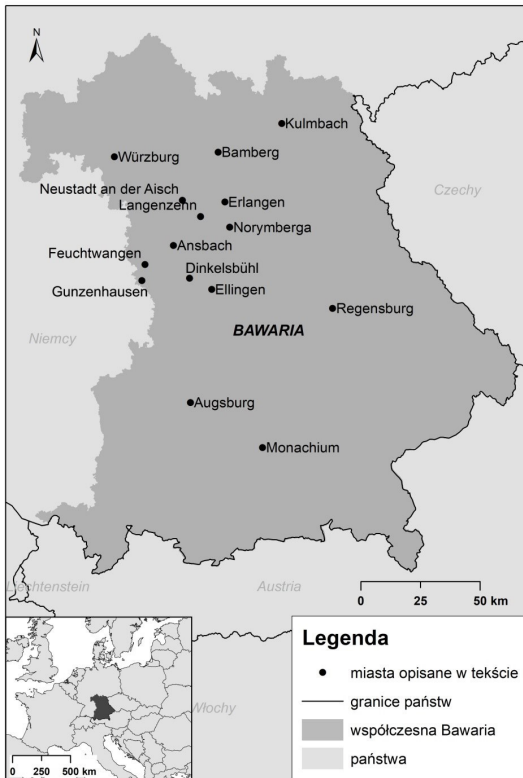 N
Kulmbach
Würzburg
Bamberg
Czechy
Neustadt an der Aisch
Erlangen
Langenzehn
Norymberga
Ansbach
Feuchtwangen
Dinkelsbühl
Gunzenhausen
Ellingen
Regensburg
BAWARIA
Niemcy
Augsburg
Monachium
Liechtenstein
Austria
0 25 50 km
Legenda
miasta opisane w tekście
granice państw
współczesna Bawaria
państwa
Włochy
0 250 500 km